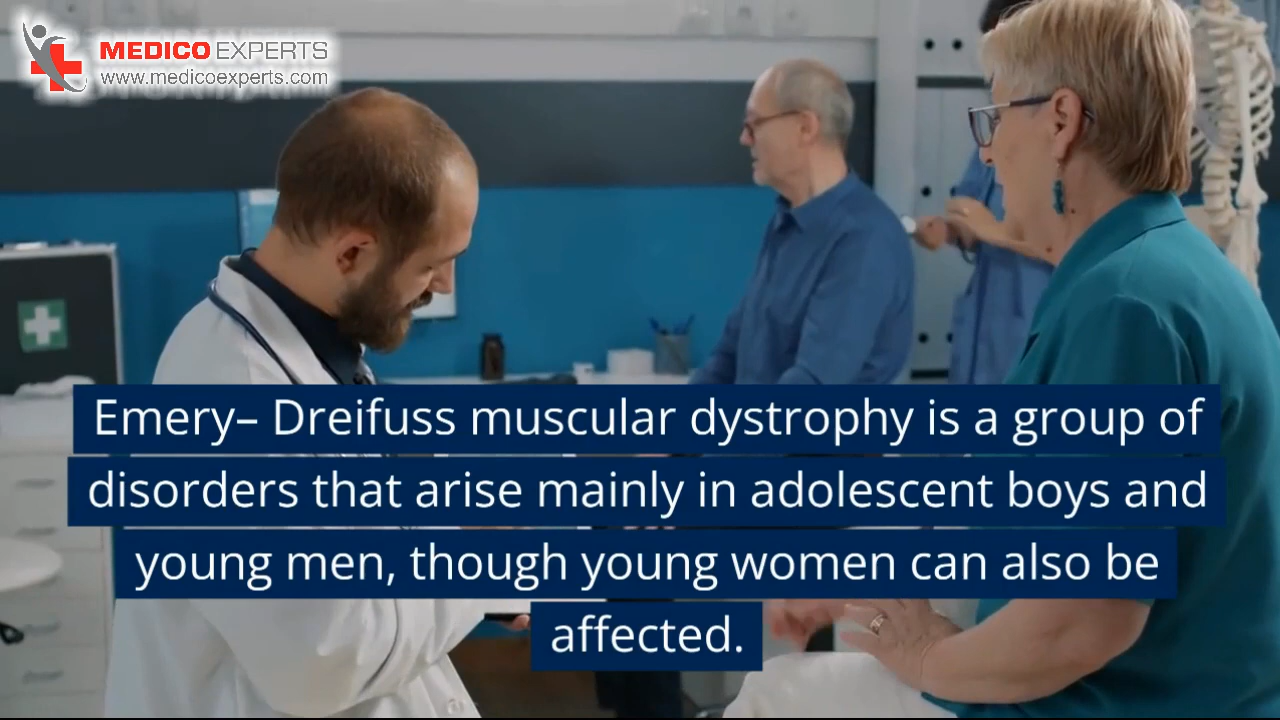 MEDICO EXPERTS
www.medicoexperts.com
Emery– Dreifuss muscular dystrophy is a group of
disorders that arise mainly in adolescent boys and
young men, though young women can also be
affected.